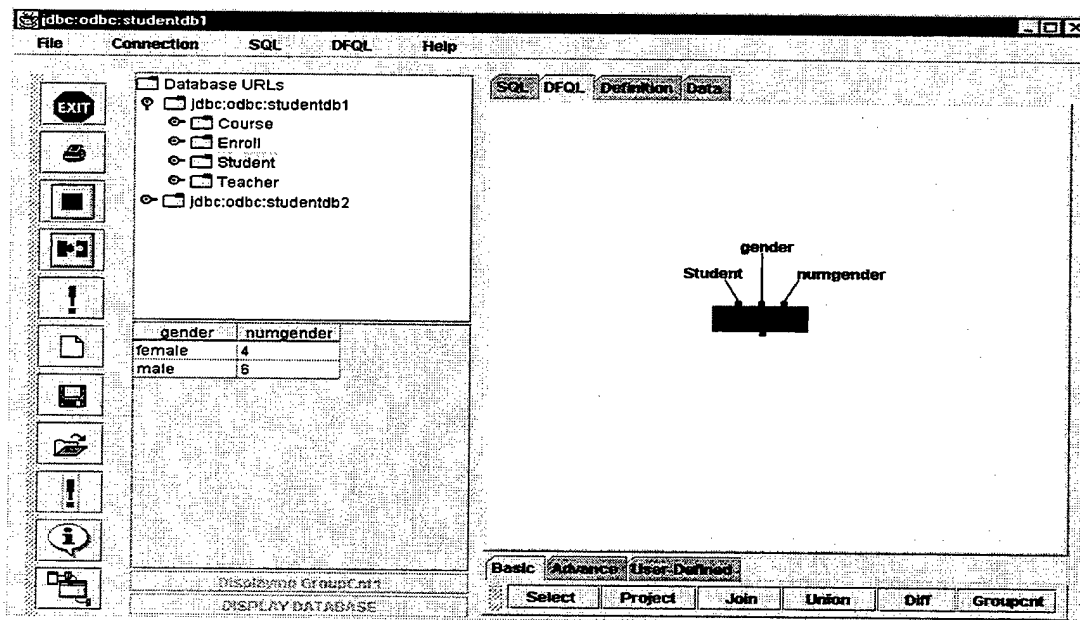 jdbc:odbc:studentdb1
File Connection SQL DFQL Help
EXIT
Database URLs
jdbc:odbc:studentdb1
Course
Enroll
Student
Teacher
jdbc:odbc:studentdb2
gender numgender
female 4
male 6
Displaying GroupCnt1
DISPLAY DATABASE
SQL DFQL Definition Data
gender
Student numgender
Basic Advance User-Defined
Select Project Join Union Diff Groupcnt